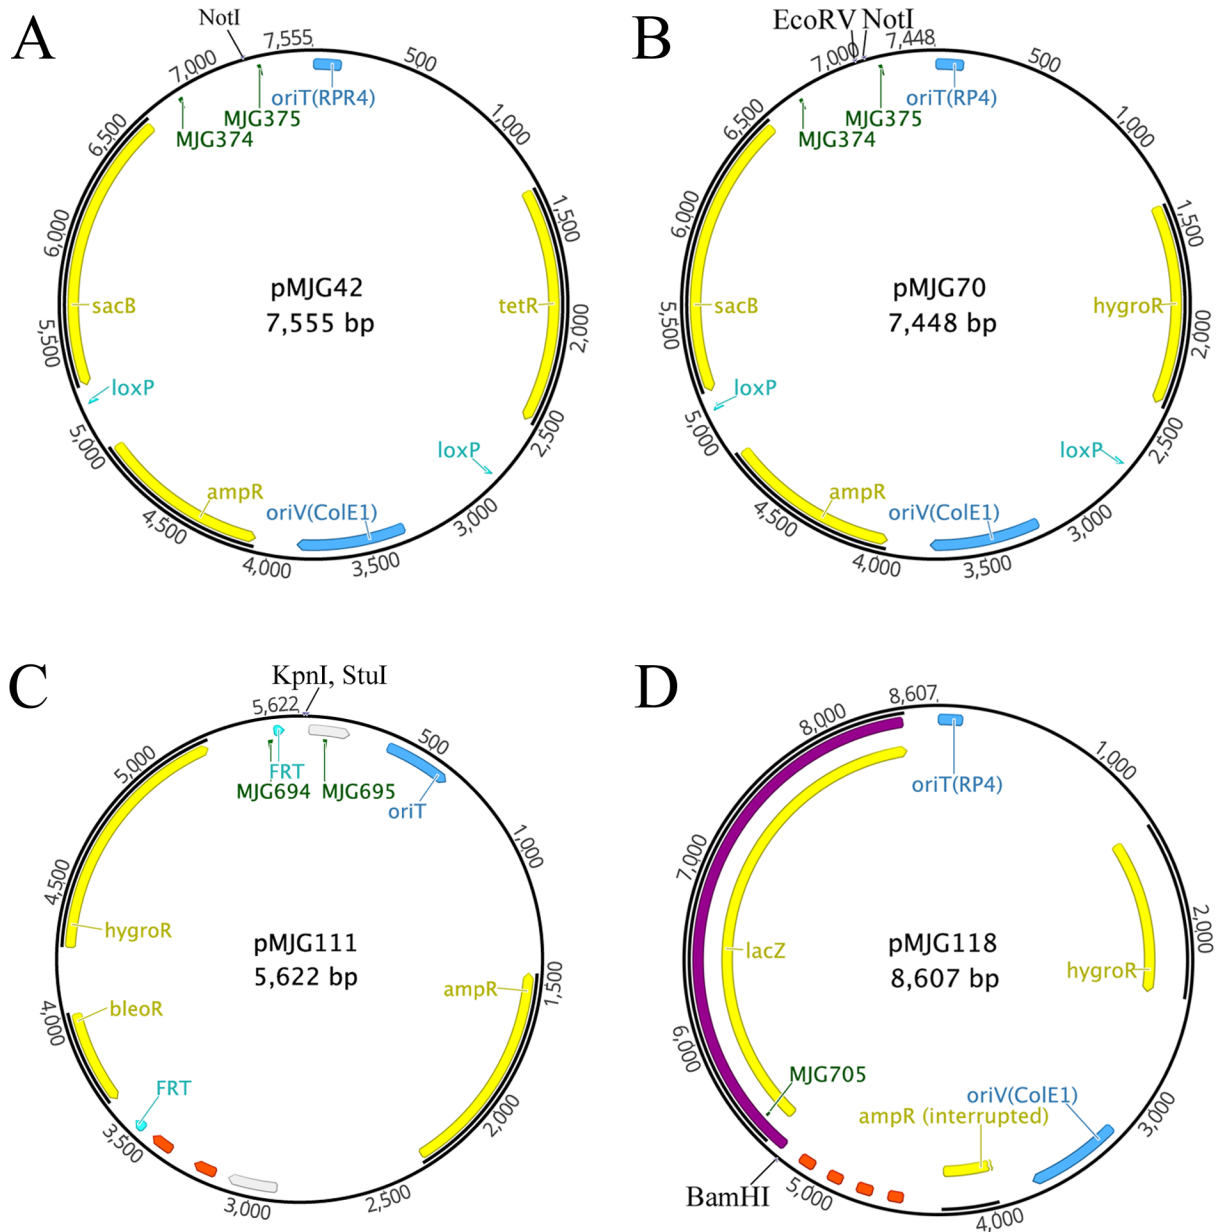 A
NotI
7,555
500
1,000
1,500
2,000
2,500
3,000
3,500
4,000
4,500
5,000
5,500
6,000
6,500
7,000
oriT(RPR4)
MJG375
MJG374
sacB
pMJG42
7,555 bp
tetR
loxP
loxP
ampR
oriV(ColE1)
B
EcoRV NotI
7,448
500
1,000
1,500
2,000
2,500
3,000
3,500
4,000
4,500
5,000
5,500
6,000
6,500
7,000
oriT(RP4)
MJG375
MJG374
sacB
pMJG70
7,448 bp
hygroR
loxP
loxP
ampR
oriV(ColE1)
C
KpnI, StuI
5,622
500
1,000
1,500
2,000
2,500
3,000
3,500
4,000
4,500
5,000
FRT
MJG694
MJG695
oriT
hygroR
pMJG111
5,622 bp
ampR
bleoR
FRT
D
8,607
1,000
2,000
3,000
4,000
5,000
6,000
7,000
8,000
oriT(RP4)
lacZ
pMJG118
8,607 bp
hygroR
MJG705
oriV(ColE1)
ampR (interrupted)
BamHI